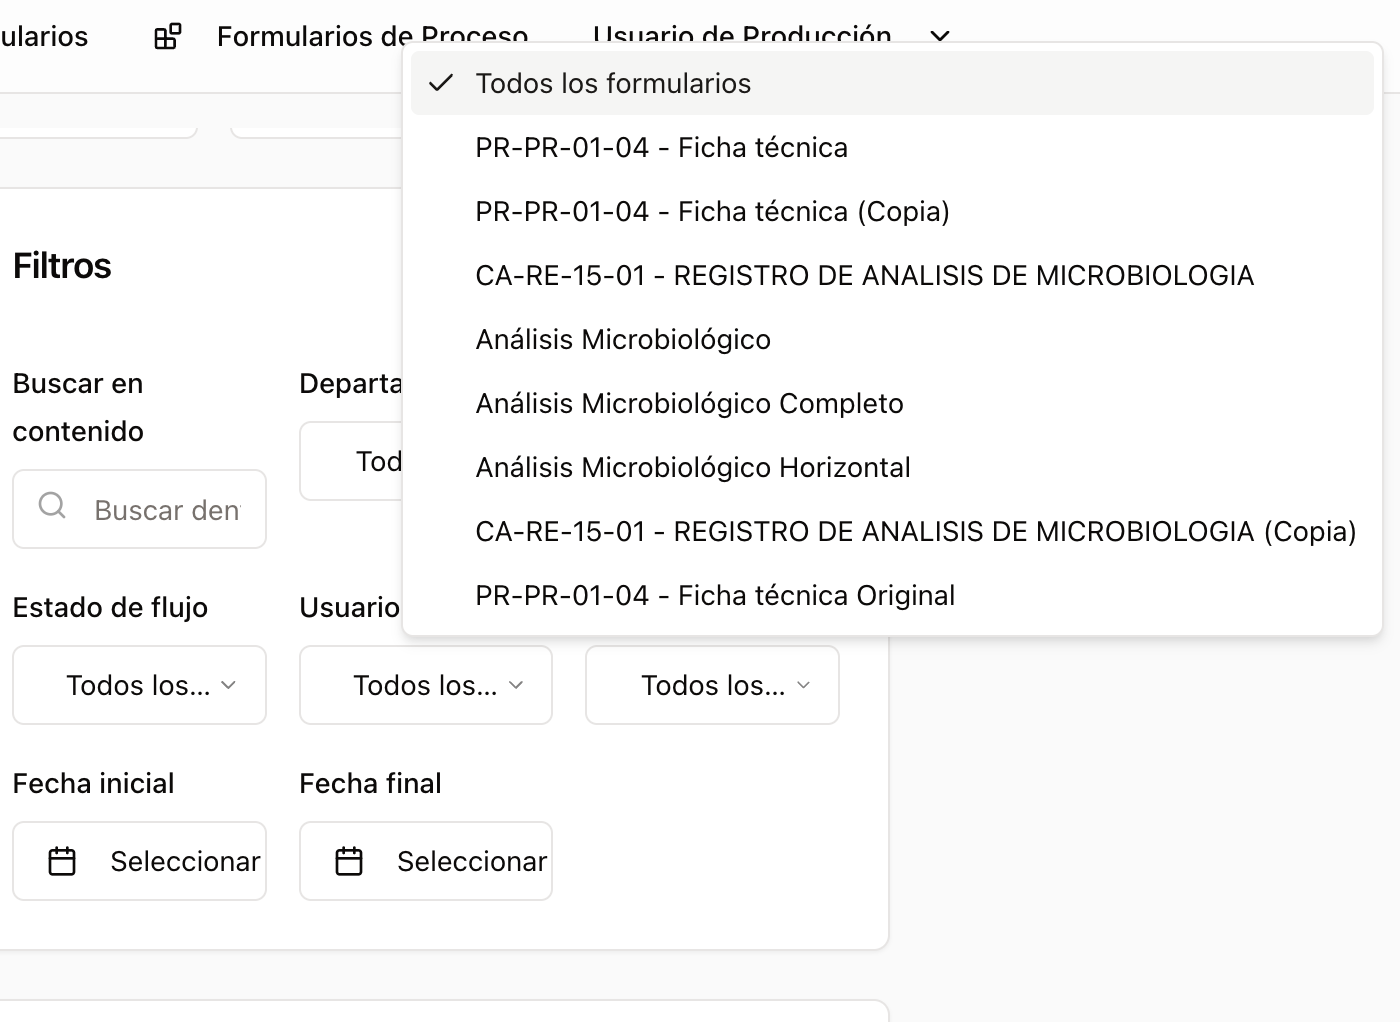 ularios
Formularios de Proceso
Usuario de Producción
Todos los formularios
PR-PR-01-04 - Ficha técnica
PR-PR-01-04 - Ficha técnica (Copia)
CA-RE-15-01 - REGISTRO DE ANALISIS DE MICROBIOLOGIA
Análisis Microbiológico
Análisis Microbiológico Completo
Análisis Microbiológico Horizontal
CA-RE-15-01 - REGISTRO DE ANALISIS DE MICROBIOLOGIA (Copia)
PR-PR-01-04 - Ficha técnica Original
Filtros
Buscar en
contenido
Buscar den
Departa
Tod
Estado de flujo
Todos los...
Usuario
Todos los...
Todos los...
Fecha inicial
Seleccionar
Fecha final
Seleccionar